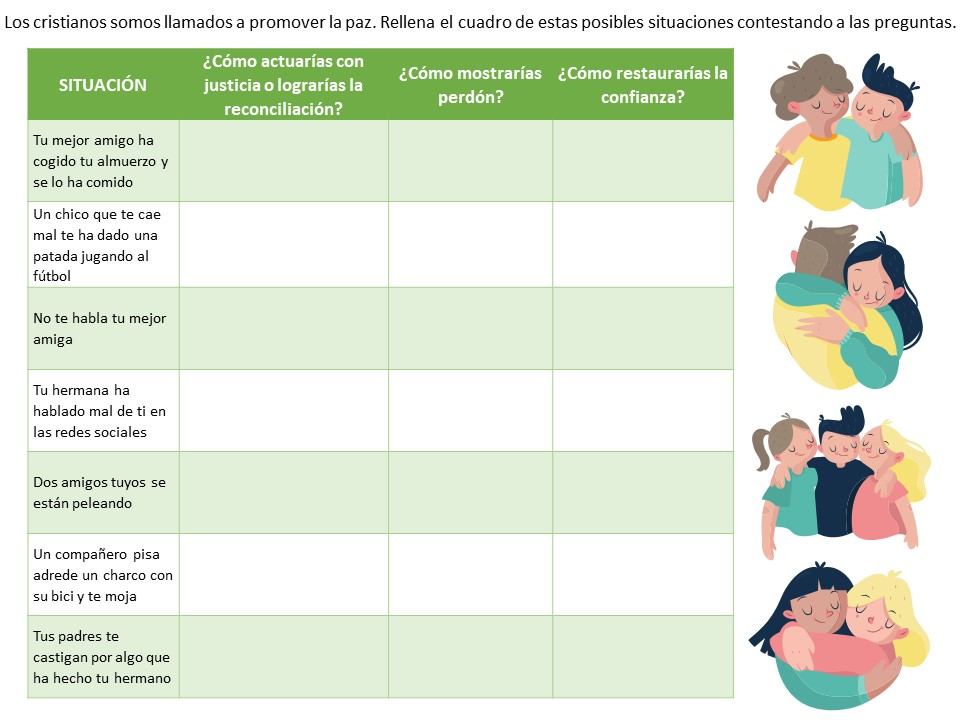 Los cristianos somos llamados a promover la paz. Rellena el cuadro de estas posibles situaciones contestando a las preguntas.
SITUACIÓN
¿Cómo actuarías con
justicia o lograrías la
reconciliación?
¿Cómo mostrarías
perdón?
¿Cómo restaurarías la
confianza?
Tu mejor amigo ha
cogido tu almuerzo y
se lo ha comido
Un chico que te cae
mal te ha dado una
patada jugando al
fútbol
No te habla tu mejor
amiga
Tu hermana ha
hablado mal de ti en
las redes sociales
Dos amigos tuyos se
están peleando
Un compañero pisa
adrede un charco con
su bici y te moja
Tus padres te
castigan por algo que
ha hecho tu hermano